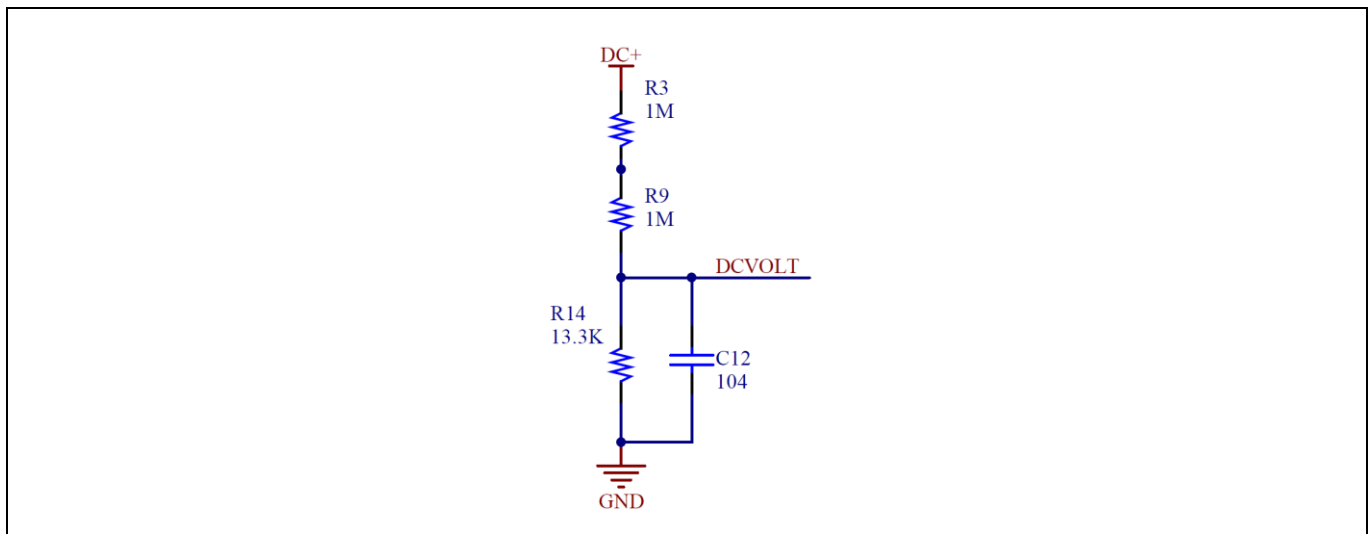 DC+
R3
1M
R9
1M
DCVOLT
R14
13.3K
C12
104
GND